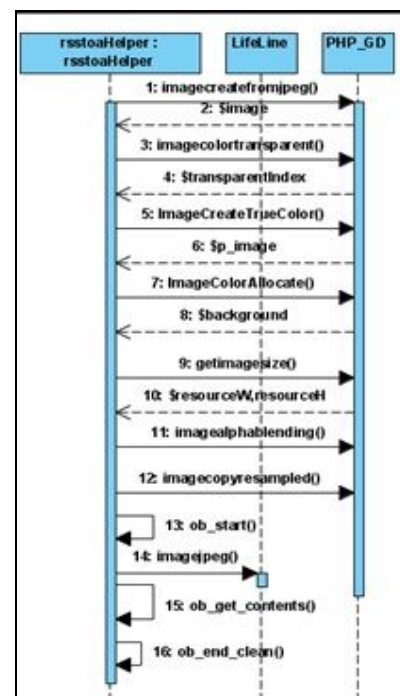 rsstoaHelper :
rsstoaHelper
LifeLine
PHP_GD
1: imagecreatefromjpeg()
2: $image
3: imagecolortransparent()
4: $transparentIndex
5: ImageCreateTrueColor()
6: $p_image
7: ImageColorAllocate()
8: $background
9: getimagesize()
10: $resourceW,resourceH
11: imagealphablending()
12: imagecopyresampled()
13: ob_start()
14: imagejpeg()
15: ob_get_contents()
16: ob_end_clean()